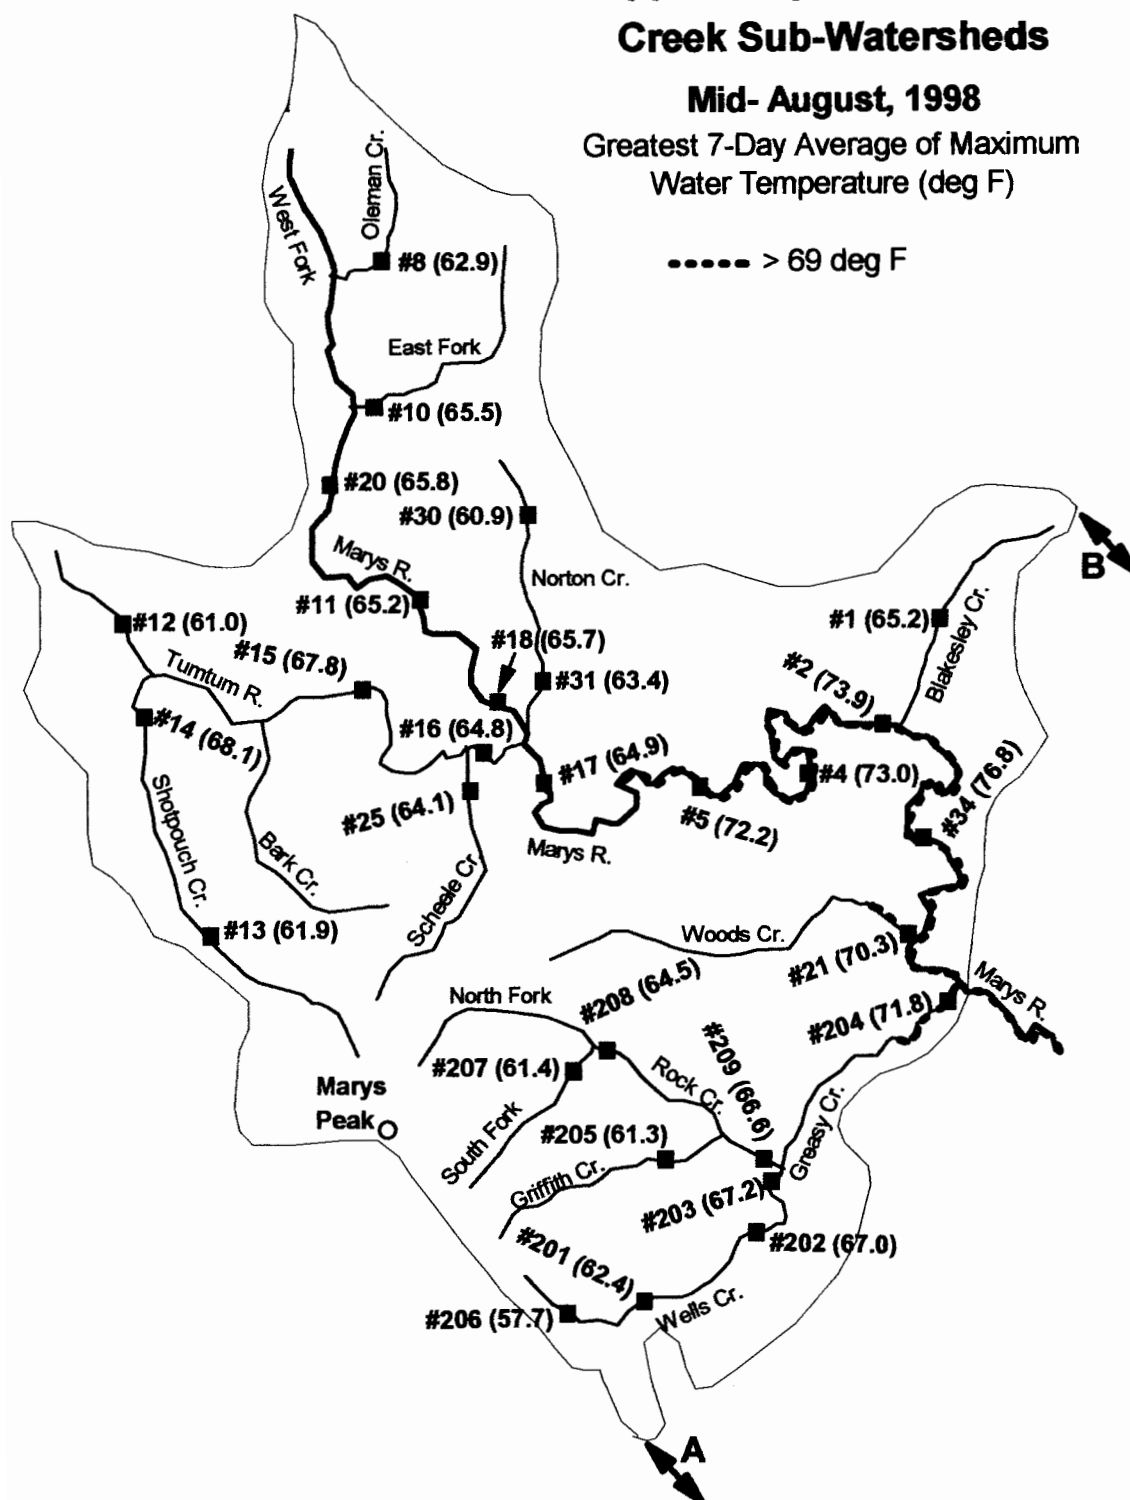 Creek Sub-Watersheds
Mid- August, 1998
Greatest 7-Day Average of Maximum
Water Temperature (deg F)
> 69 deg F
West Fork
Oleman Cr.
#8 (62.9)
East Fork
#10 (65.5)
#20 (65.8)
#30 (60.9)
Marys R.
Norton Cr.
#11 (65.2)
B
#12 (61.0)
#1 (65.2)
Blakesley Cr.
#18 (65.7)
#15 (67.8)
Tumtum R.
#2 (73.9)
#31 (63.4)
#14 (68.1)
#16 (64.8)
#17 (64.9)
#4 (73.0)
#34 (76.8)
#25 (64.1)
#5 (72.2)
Shotpouch Cr.
Bark Cr.
Marys R.
Scheele Cr.
#13 (61.9)
Woods Cr.
#21 (70.3)
Marys R.
North Fork
#208 (64.5)
#204 (71.8)
#207 (61.4)
#209 (66.6)
Rock Cr.
Marys
Peak
South Fork
#205 (61.3)
Greasy Cr.
Griffith Cr.
#203 (67.2)
#201 (62.4)
#202 (67.0)
#206 (57.7)
Wells Cr.
A